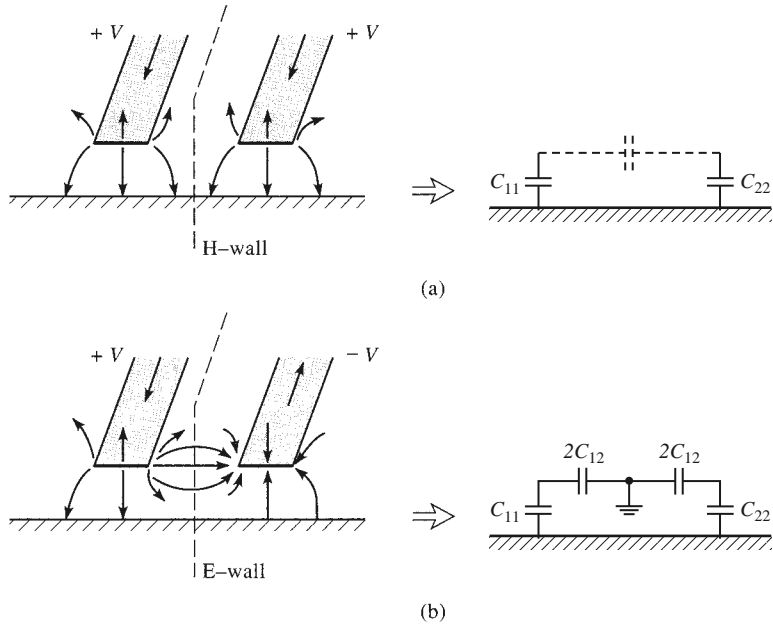 + V
+ V
C11
C22
H–wall
(a)
+ V
– V
2C12
2C12
C11
C22
E–wall
(b)